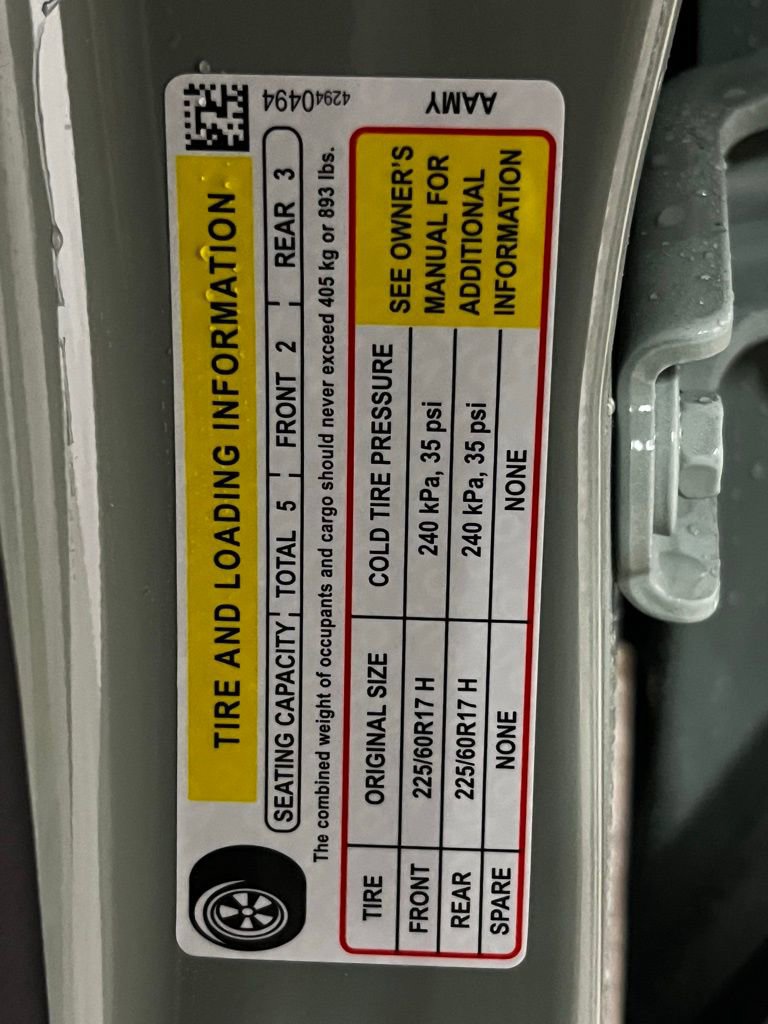 TIRE AND LOADING INFORMATION
SEATING CAPACITY TOTAL 5 FRONT 2 REAR 3
The combined weight of occupants and cargo should never exceed 405 kg or 893 lbs.
TIRE ORIGINAL SIZE COLD TIRE PRESSURE
FRONT 225/60R17 H 240 kPa, 35 psi
REAR 225/60R17 H 240 kPa, 35 psi
SPARE NONE NONE
SEE OWNER'S
MANUAL FOR
ADDITIONAL
INFORMATION
42940494
42940494
AAMY